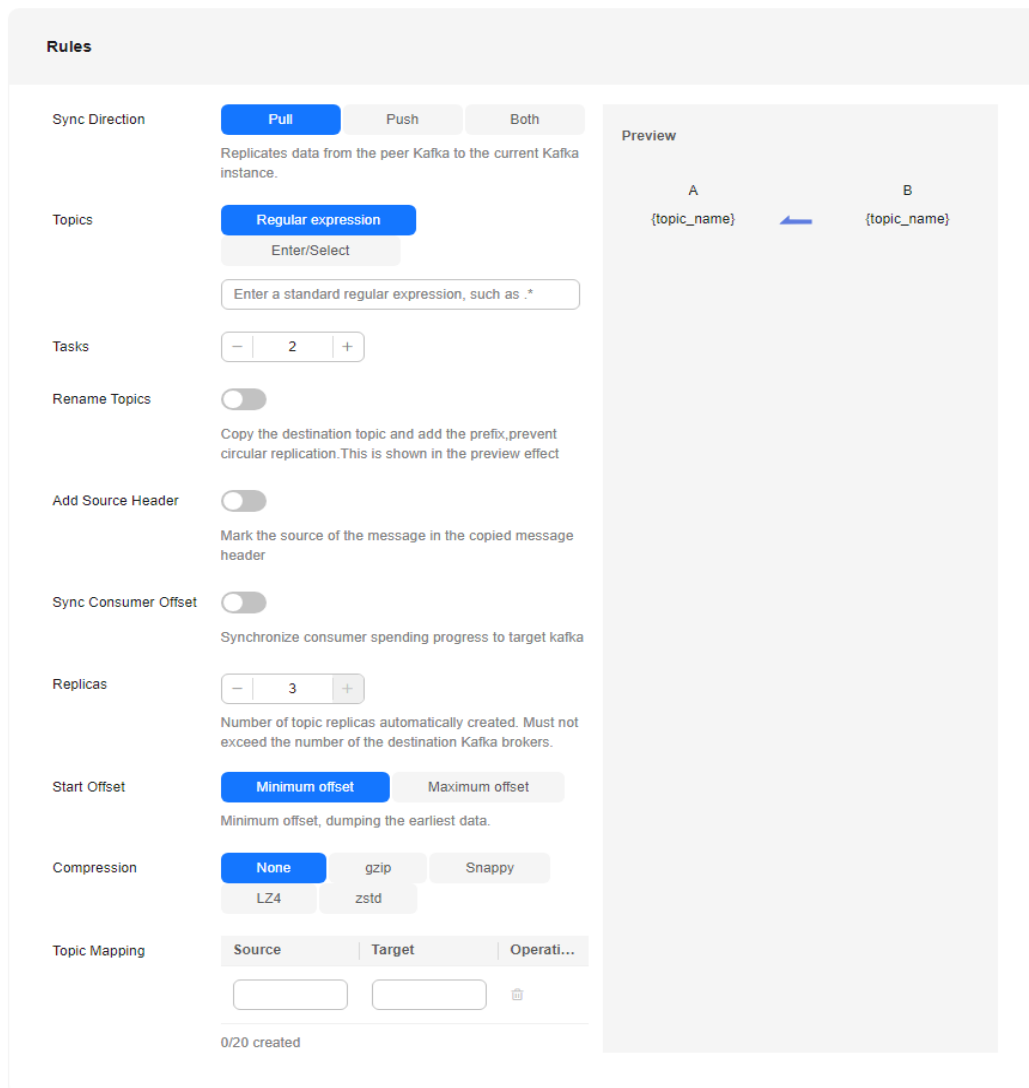 Rules
Sync Direction
Pull
Push
Both
Replicates data from the peer Kafka to the current Kafka
instance.
Topics
Regular expression
Enter/Select
Enter a standard regular expression, such as .*
Tasks
2
Rename Topics
Copy the destination topic and add the prefix,prevent
circular replication.This is shown in the preview effect
Add Source Header
Mark the source of the message in the copied message
header
Sync Consumer Offset
Synchronize consumer spending progress to target kafka
Replicas
3
Number of topic replicas automatically created. Must not
exceed the number of the destination Kafka brokers.
Start Offset
Minimum offset
Maximum offset
Minimum offset, dumping the earliest data.
Compression
None
gzip
Snappy
LZ4
zstd
Topic Mapping
Source
Target
Operati...
0/20 created
Preview
A
B
{topic_name}
{topic_name}